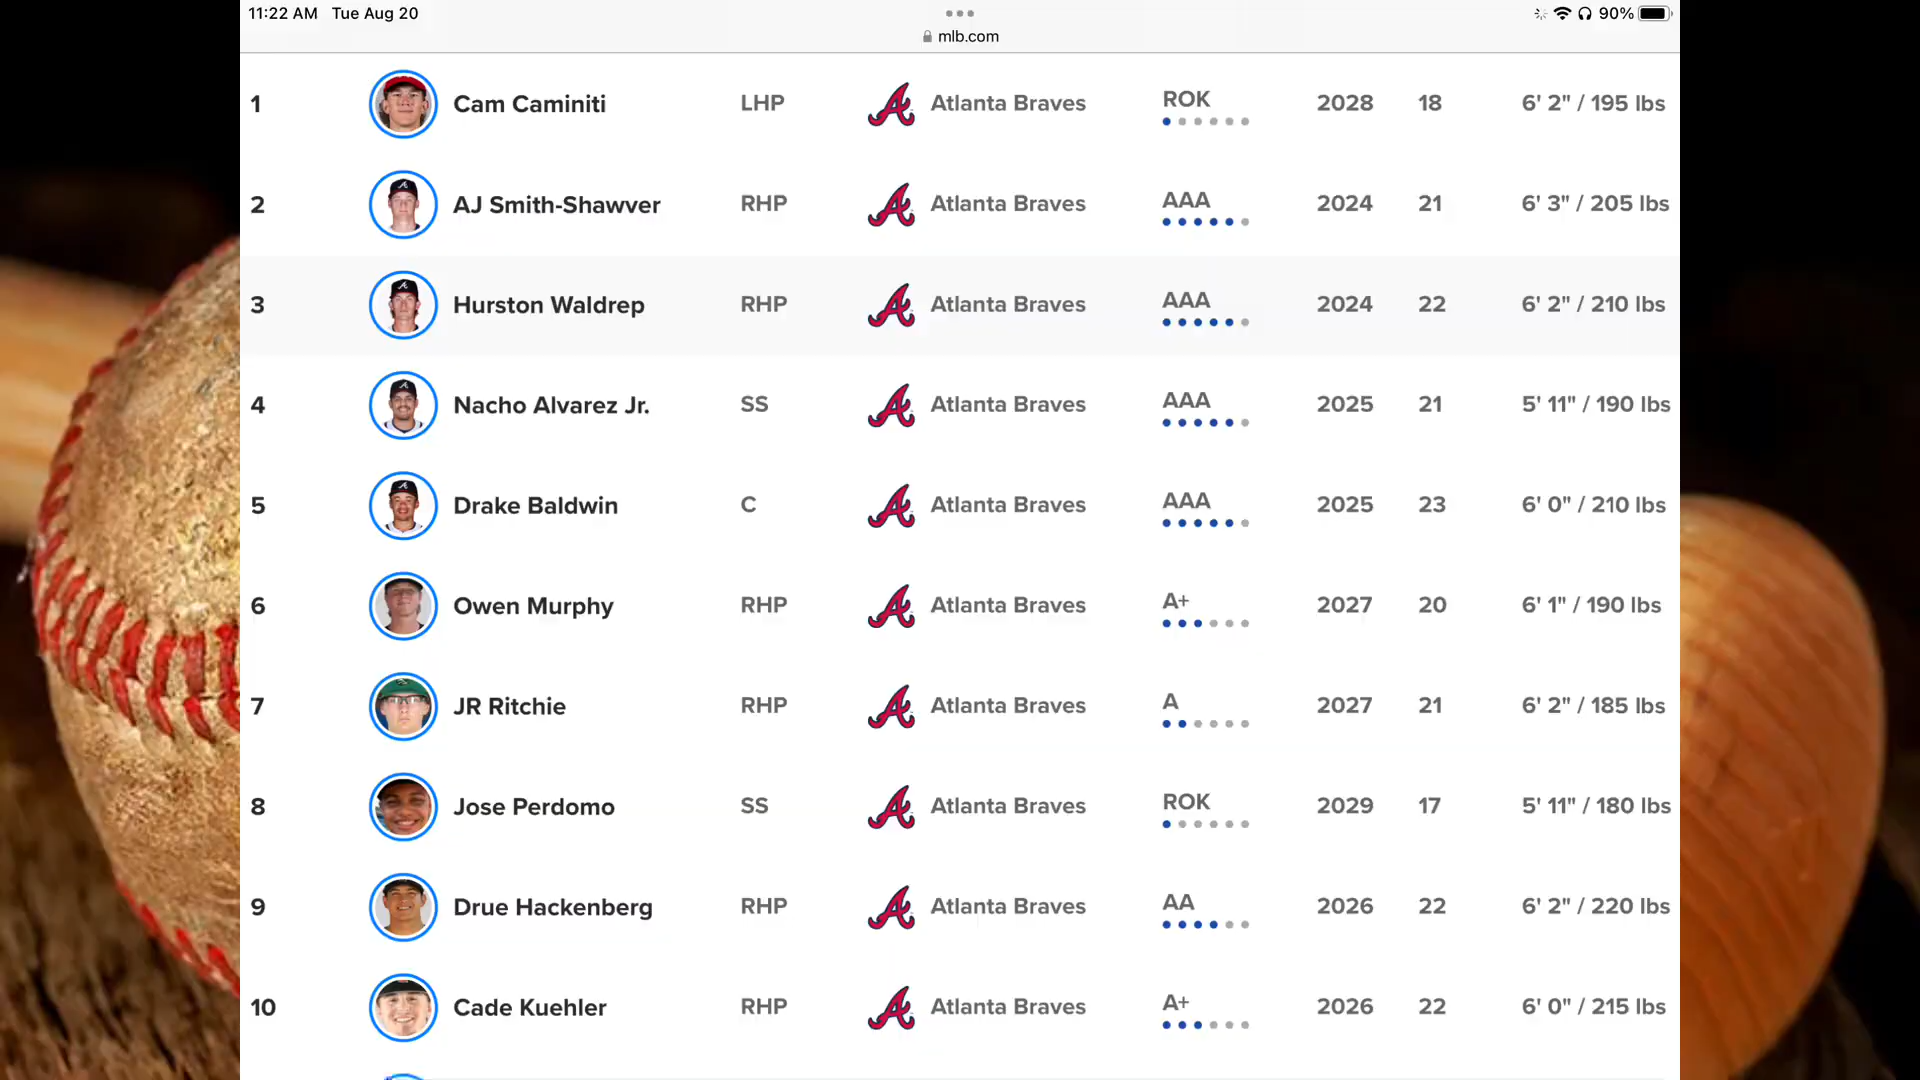 11:22 AM Tue Aug 20
90%
mlb.com
1 Cam Caminiti LHP Atlanta Braves ROK 2028 18 6' 2" / 195 lbs
2 AJ Smith-Shawver RHP Atlanta Braves AAA 2024 21 6' 3" / 205 lbs
3 Hurston Waldrep RHP Atlanta Braves AAA 2024 22 6' 2" / 210 lbs
4 Nacho Alvarez Jr. SS Atlanta Braves AAA 2025 21 5' 11" / 190 lbs
5 Drake Baldwin C Atlanta Braves AAA 2025 23 6' 0" / 210 lbs
6 Owen Murphy RHP Atlanta Braves A+ 2027 20 6' 1" / 190 lbs
7 JR Ritchie RHP Atlanta Braves A 2027 21 6' 2" / 185 lbs
8 Jose Perdomo SS Atlanta Braves ROK 2029 17 5' 11" / 180 lbs
9 Drue Hackenberg RHP Atlanta Braves AA 2026 22 6' 2" / 220 lbs
10 Cade Kuehler RHP Atlanta Braves A+ 2026 22 6' 0" / 215 lbs